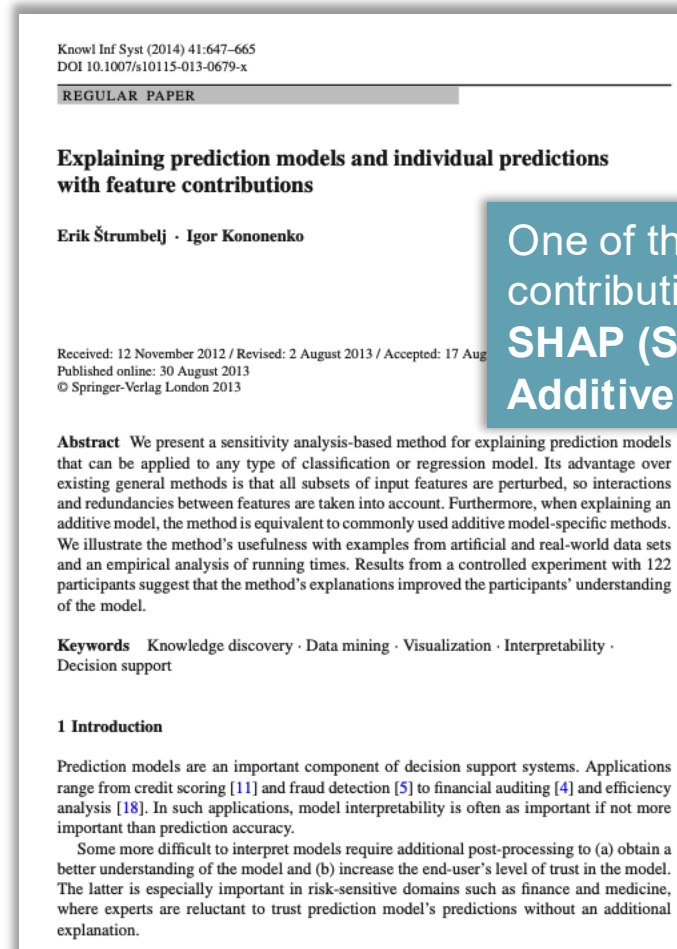 Knowl Inf Syst (2014) 41:647–665
DOI 10.1007/s10115-013-0679-x
REGULAR PAPER
Explaining prediction models and individual predictions
with feature contributions
Erik Štrumbelj · Igor Kononenko
One of
contributi
SHAP (S
Additive
Received: 12 November 2012 / Revised: 2 August 2013 / Accepted: 17 Aug
Published online: 30 August 2013
© Springer-Verlag London 2013
Abstract We present a sensitivity analysis-based method for explaining prediction models
that can be applied to any type of classification or regression model. Its advantage over
existing general methods is that all subsets of input features are perturbed, so interactions
and redundancies between features are taken into account. Furthermore, when explaining an
additive model, the method is equivalent to commonly used additive model-specific methods.
We illustrate the method's usefulness with examples from artificial and real-world data sets
and an empirical analysis of running times. Results from a controlled experiment with 122
participants suggest that the method's explanations improved the participants' understanding
of the model.
Keywords Knowledge discovery · Data mining · Visualization · Interpretability ·
Decision support
1 Introduction
Prediction models are an important component of decision support systems. Applications
range from credit scoring [11] and fraud detection [5] to financial auditing [4] and efficiency
analysis [18]. In such applications, model interpretability is often as important if not more
important than prediction accuracy.
Some more difficult to interpret models require additional post-processing to (a) obtain a
better understanding of the model and (b) increase the end-user's level of trust in the model.
The latter is especially important in risk-sensitive domains such as finance and medicine,
where experts are reluctant to trust prediction model's predictions without an additional
explanation.